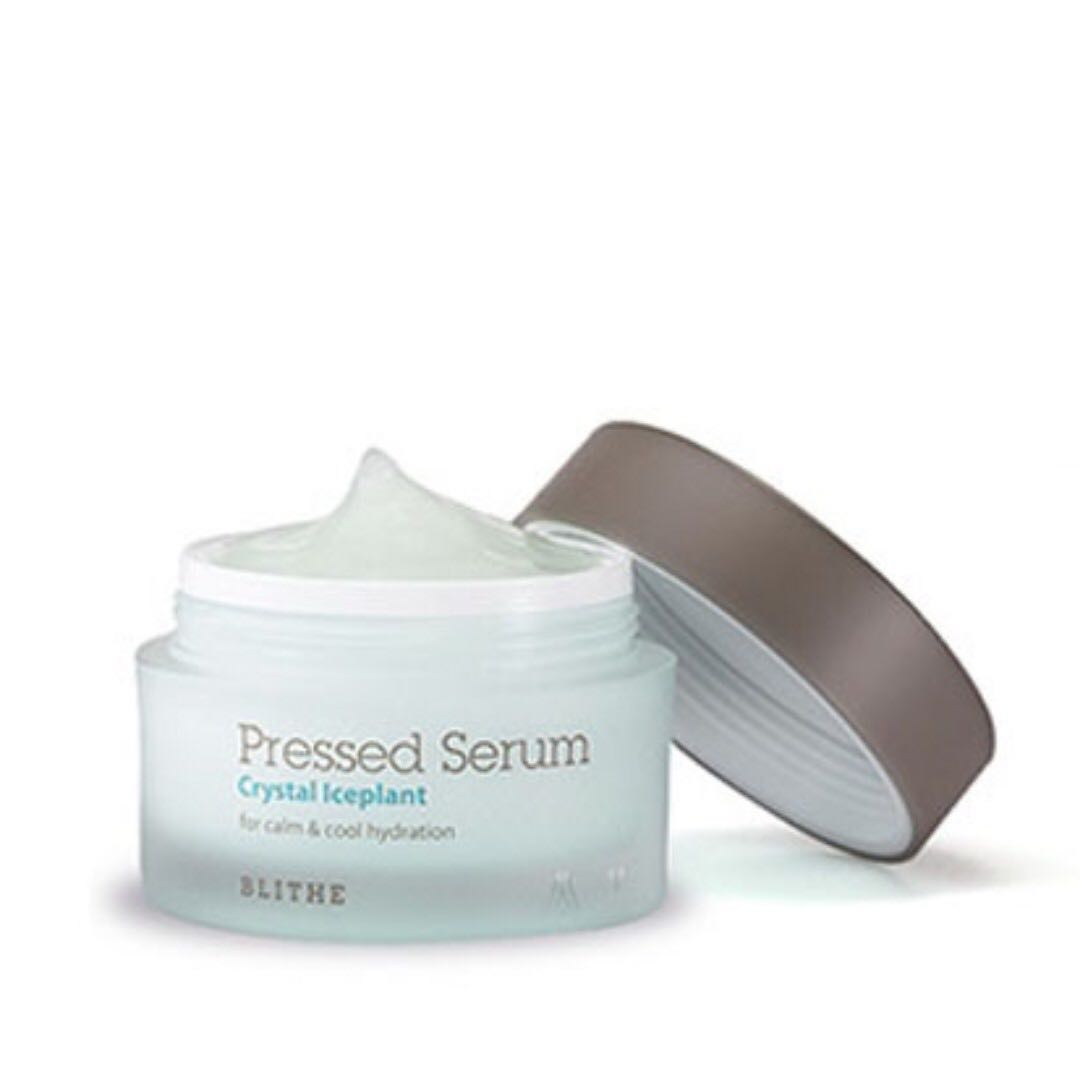 Pressed Serum
Crystal Iceplant
for calm & cool hydration
BLITHE